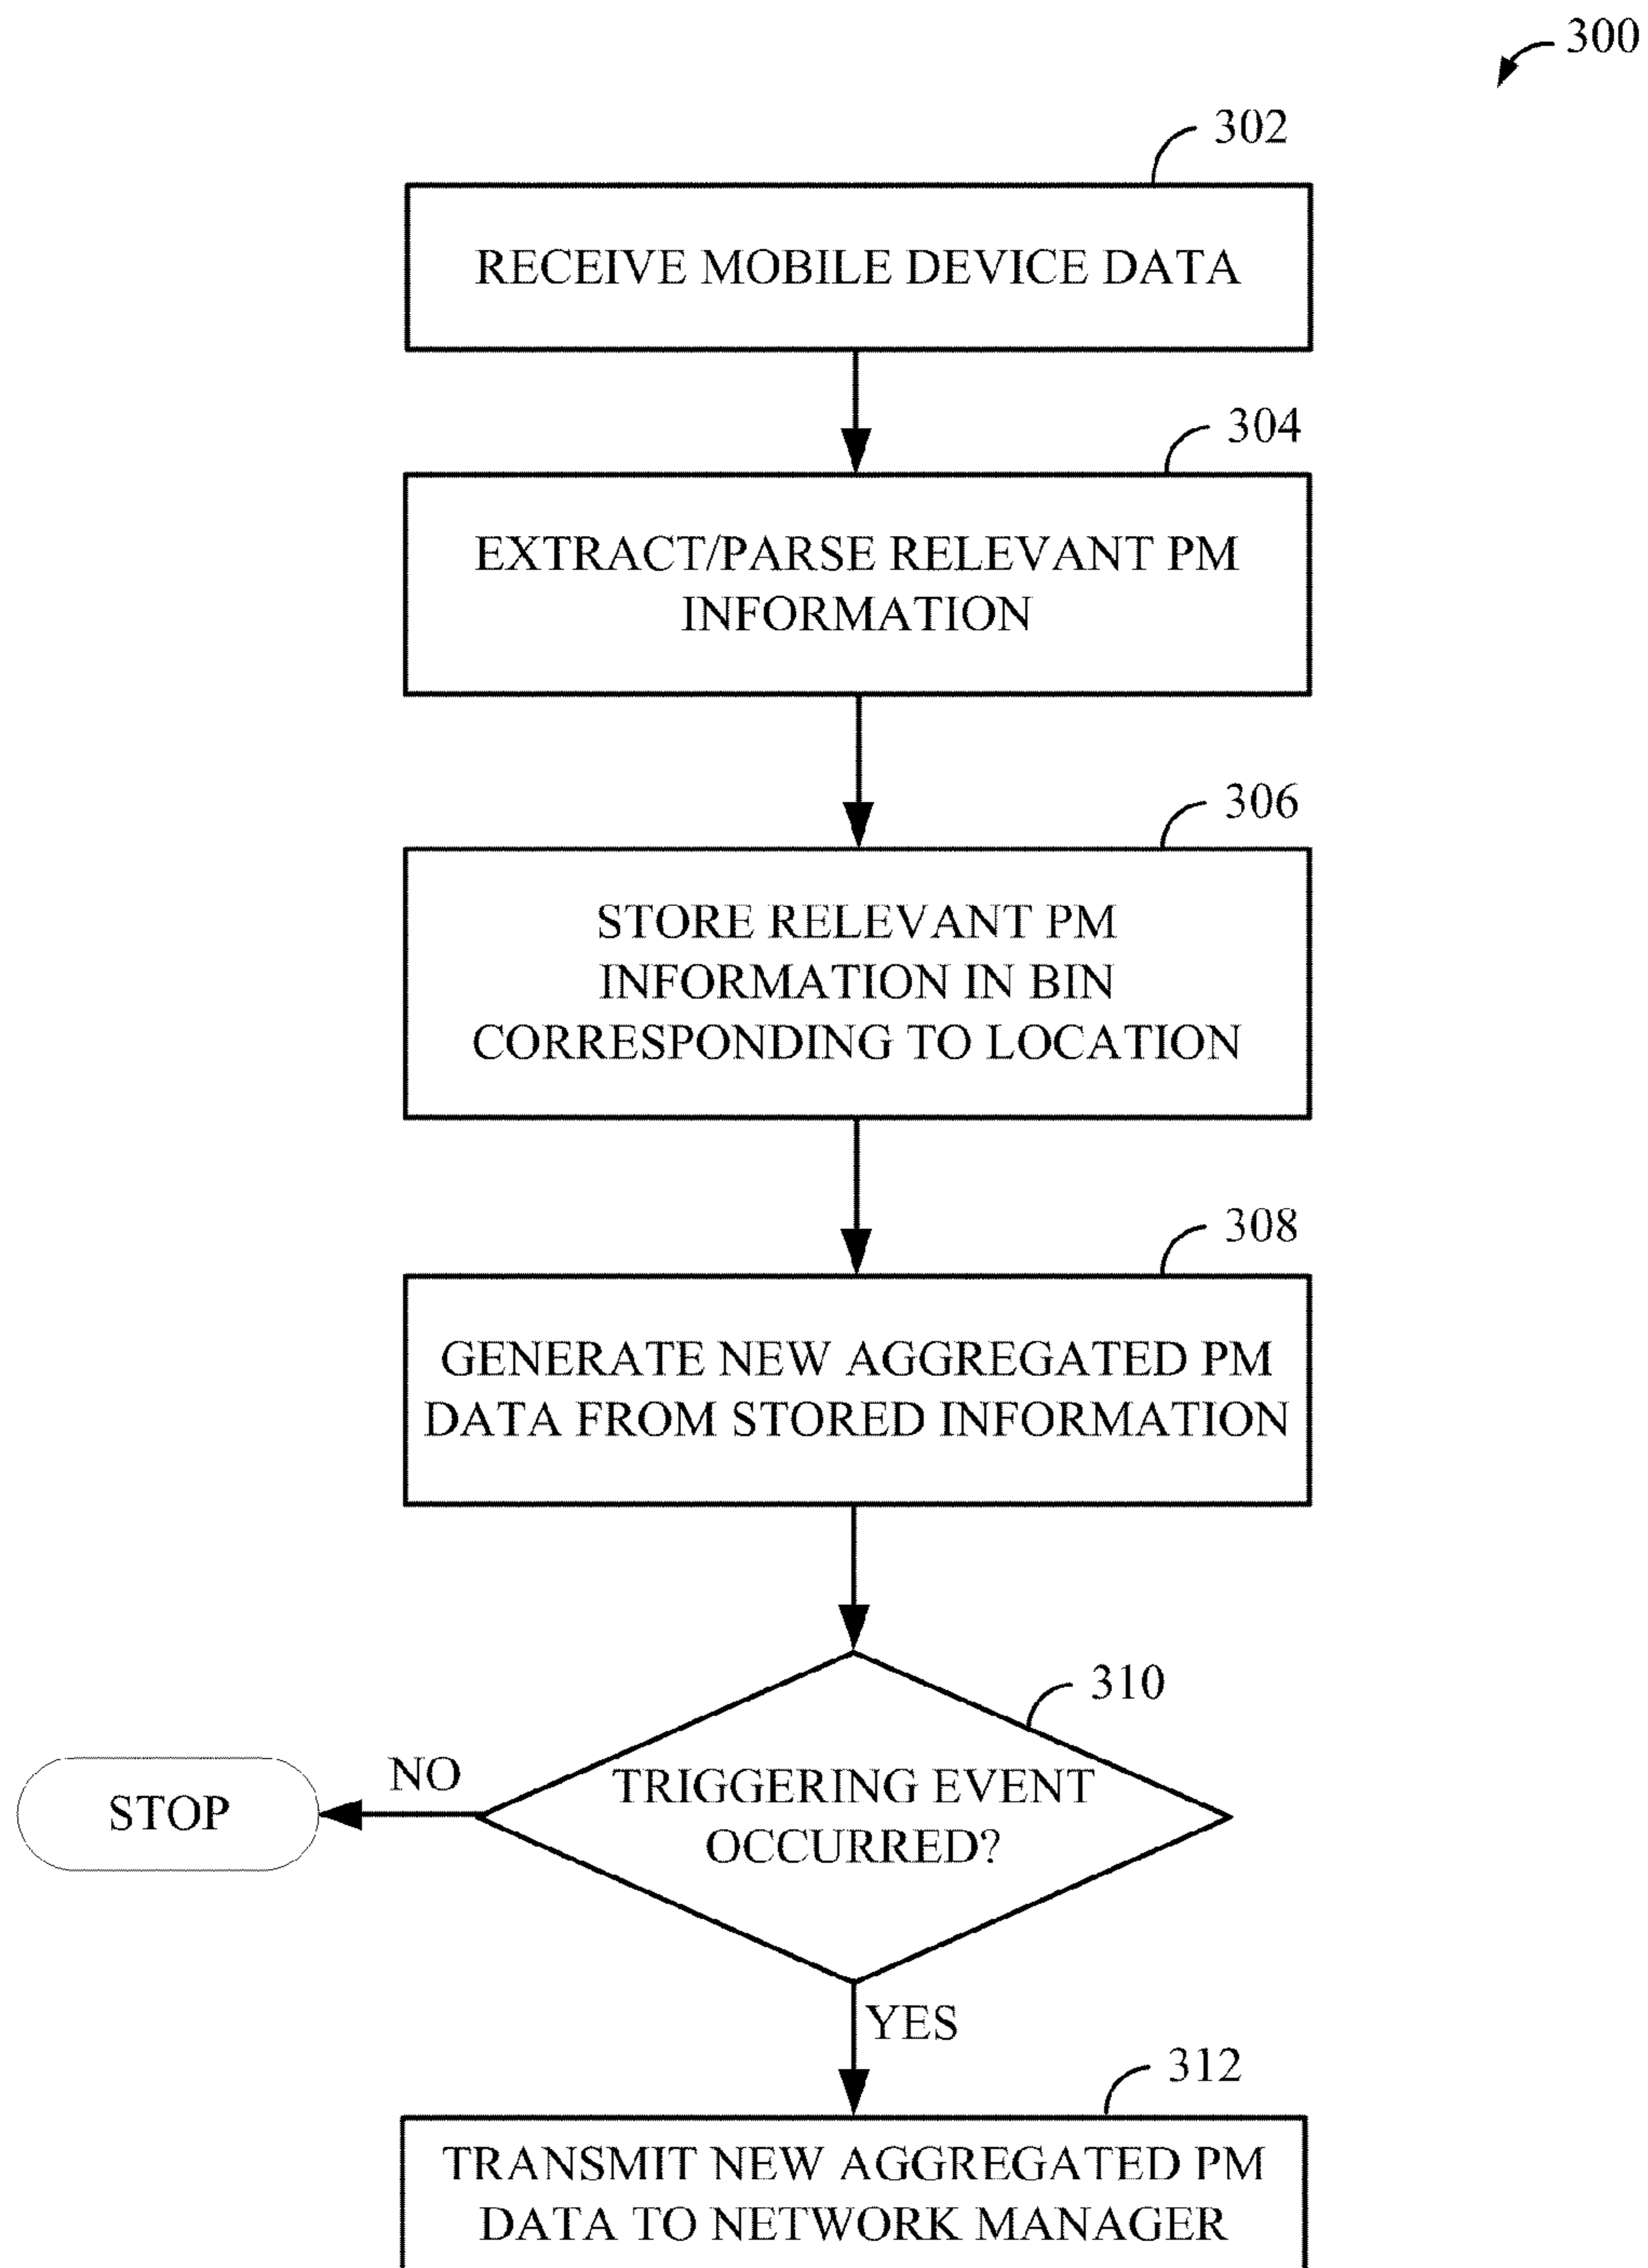 300
302
RECEIVE MOBILE DEVICE DATA
304
EXTRACT/PARSE RELEVANT PM
INFORMATION
306
STORE RELEVANT PM
INFORMATION IN BIN
CORRESPONDING TO LOCATION
308
GENERATE NEW AGGREGATED PM
DATA FROM STORED INFORMATION
310
TRIGGERING EVENT
OCCURRED?
NO
STOP
YES
312
TRANSMIT NEW AGGREGATED PM
DATA TO NETWORK MANAGER